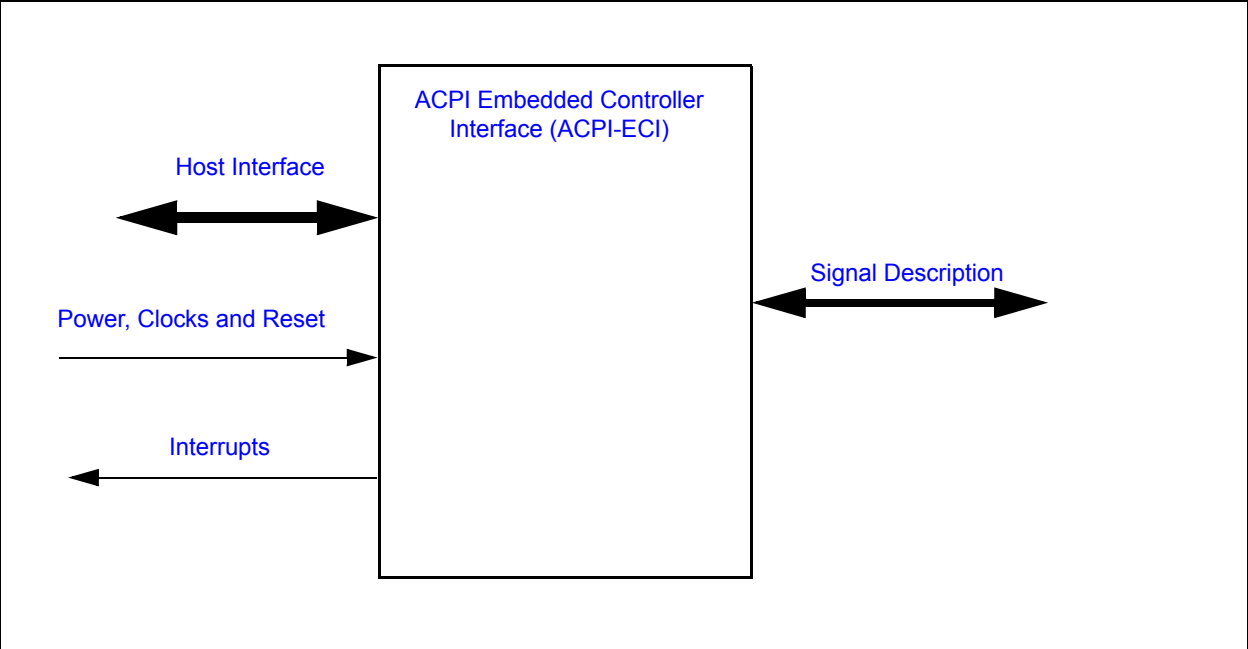 ACPI Embedded Controller
Interface (ACPI-ECI)
Host Interface
Signal Description
Power, Clocks and Reset
Interrupts